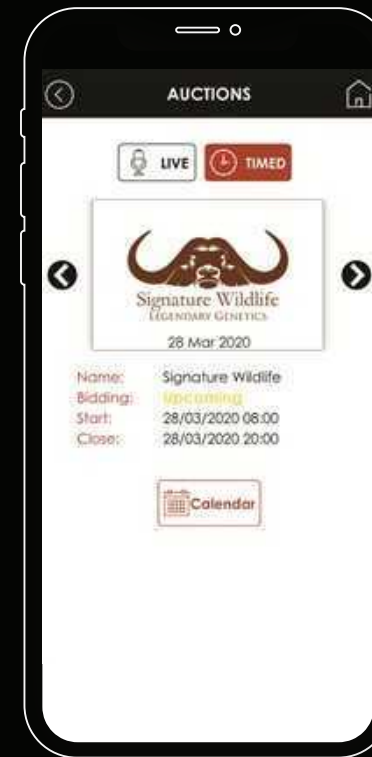 AUCTIONS
LIVE
TIMED
Signature Wildlife
LEGENDARY GENETICS
28 Mar 2020
Name: Signature Wildlife
Bidding: Upcoming
Start: 28/03/2020 08:00
Close: 28/03/2020 20:00
Calendar